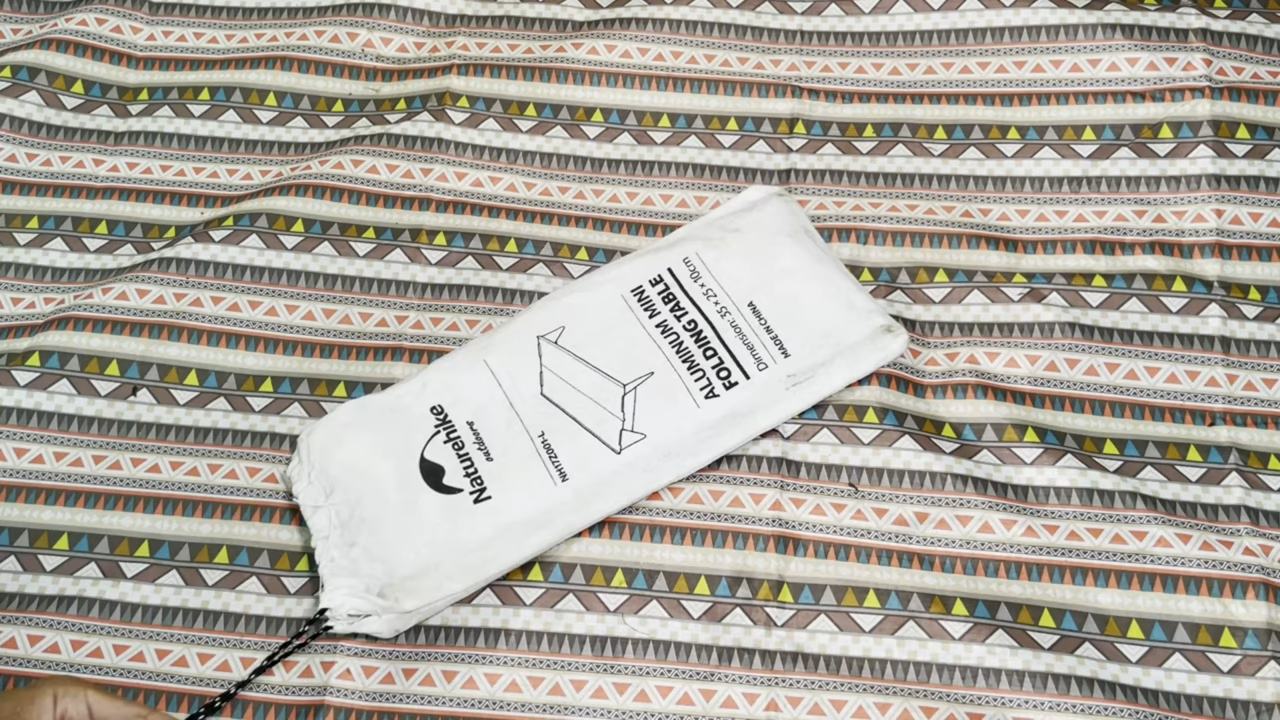 Naturehike
outdoors
NH17Z001-L
ALUMINUM MINI
FOLDING TABLE
Dimension: 35×25×10cm
MADE IN CHINA